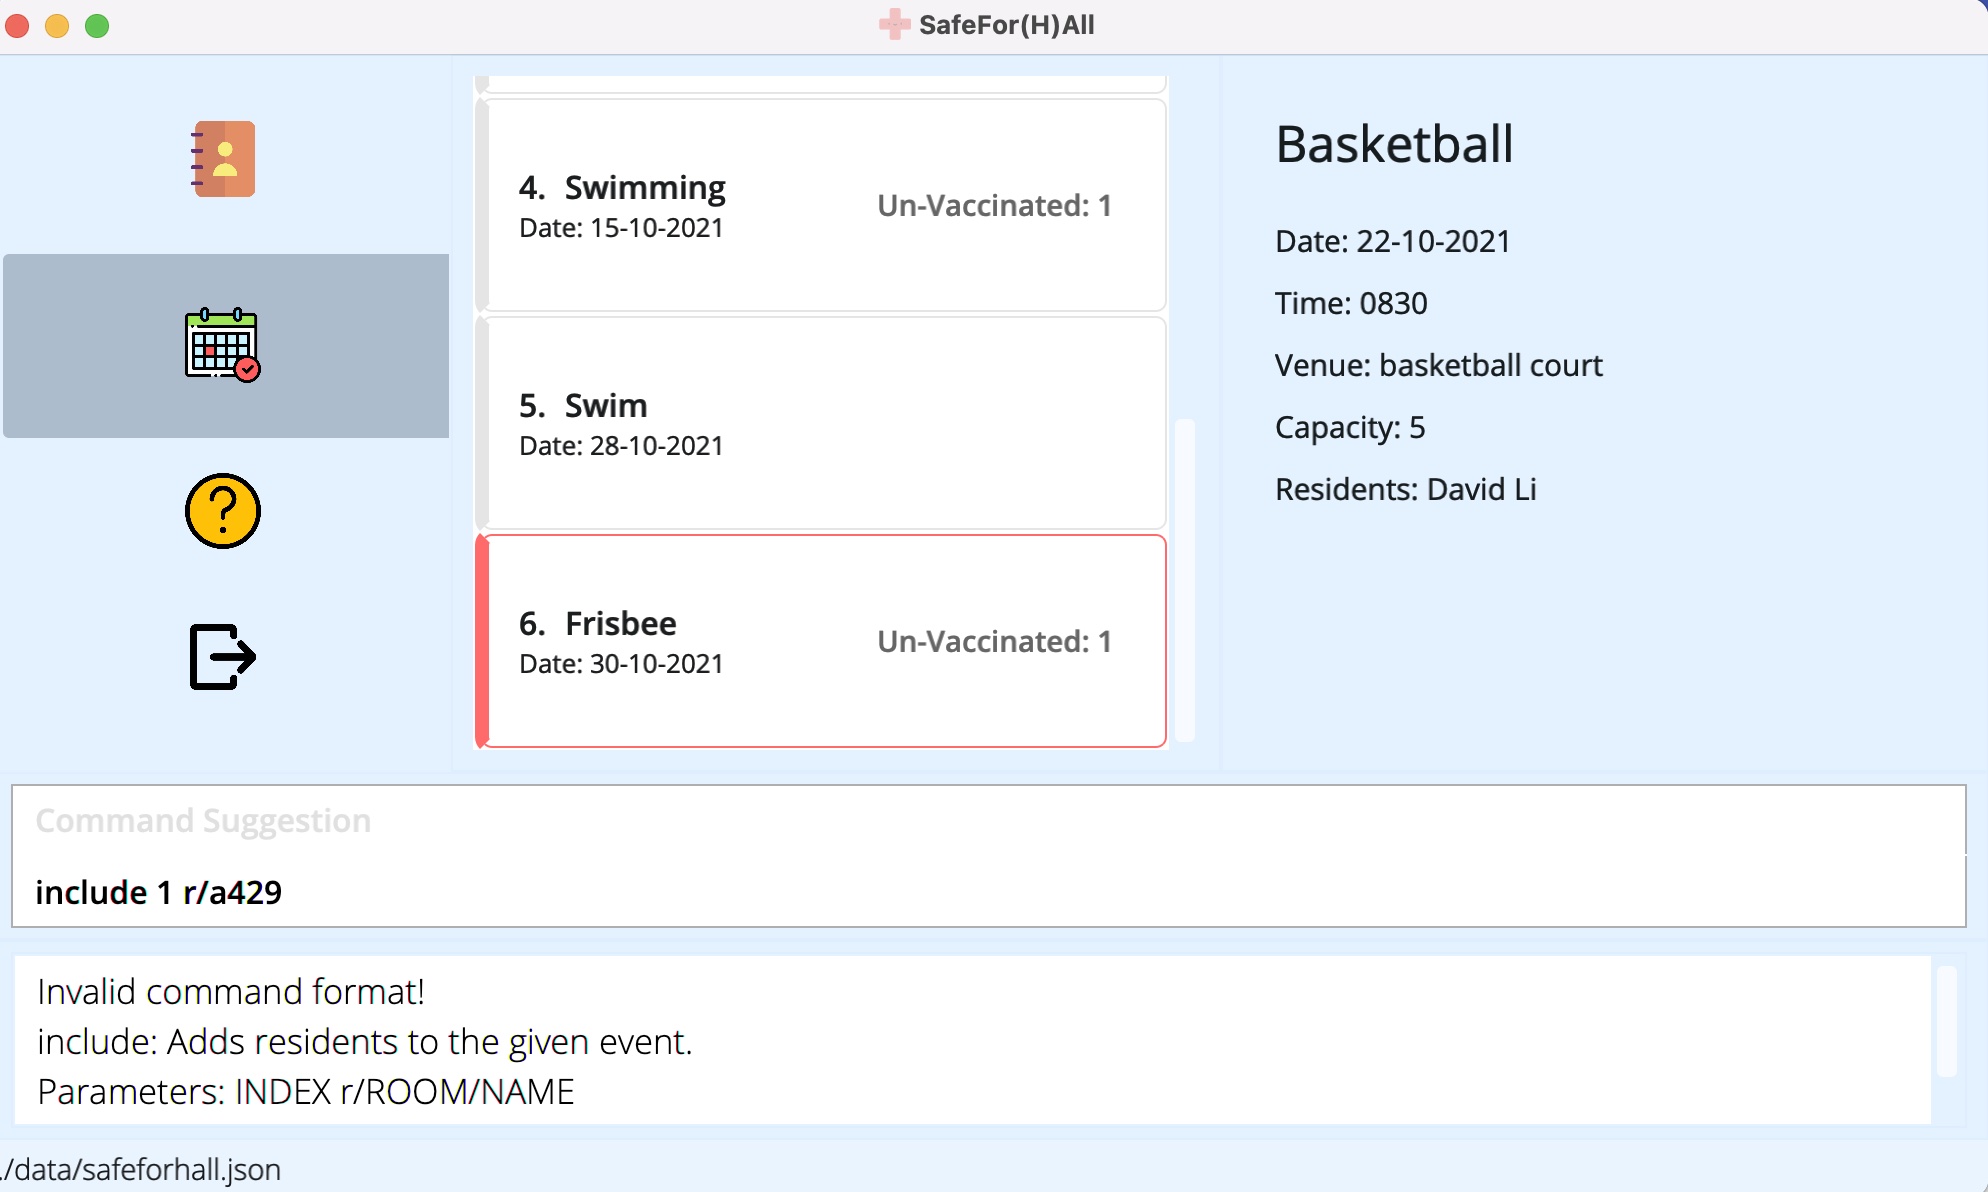 SafeFor(H)All
4. Swimming
Date: 15-10-2021
Un-Vaccinated: 1
5. Swim
Date: 28-10-2021
6. Frisbee
Date: 30-10-2021
Un-Vaccinated: 1
Basketball
Date: 22-10-2021
Time: 0830
Venue: basketball court
Capacity: 5
Residents: David Li
Command Suggestion
include 1 r/a429
Invalid command format!
include: Adds residents to the given event.
Parameters: INDEX r/ROOM/NAME
./data/safeforhall.json